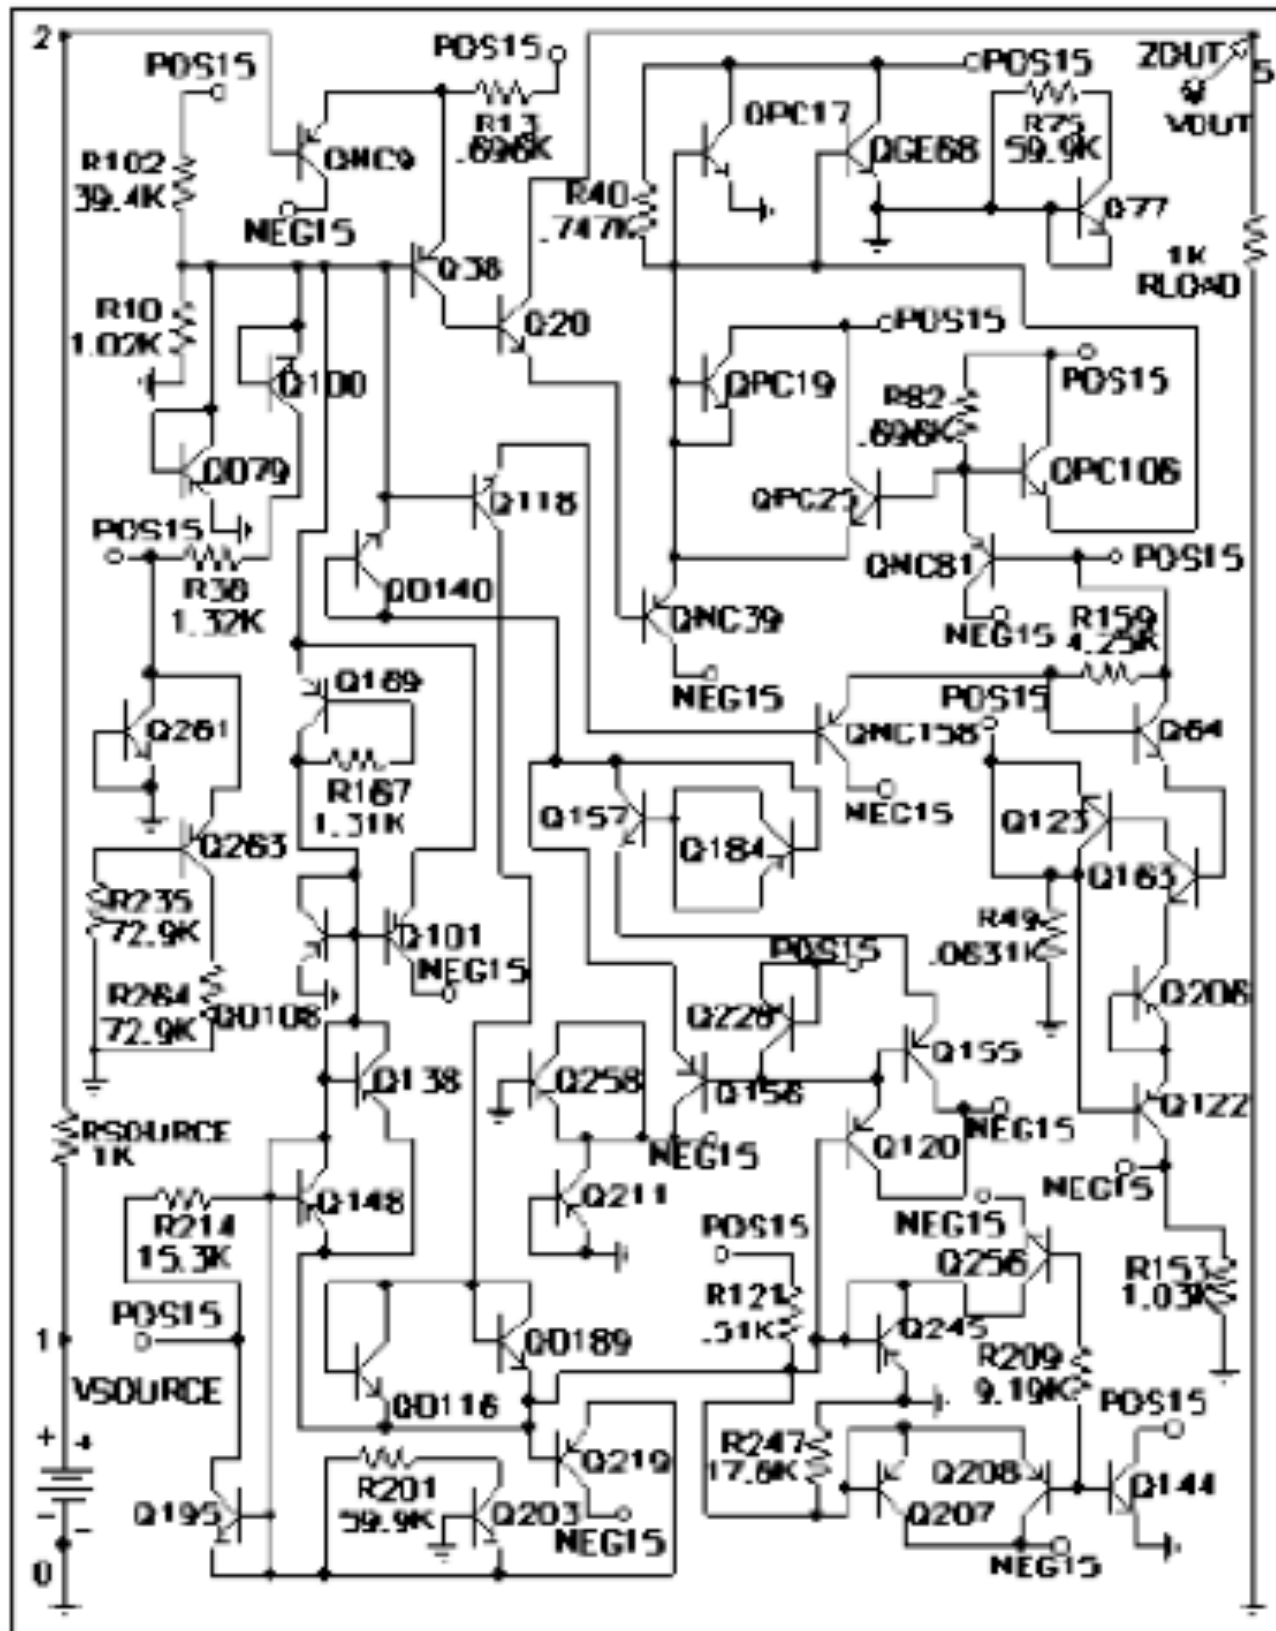 2
POS15
POS15
POS15
ZOUT
5
VOUT
R13
.696K
QPC17
R75
59.9K
R102
39.4K
QNC9
QGE68
R40
.747K
Q77
NEG15
Q38
1K
RLOAD
R10
1.02K
Q20
POS15
Q100
QPC19
POS15
R82
.696K
QD79
Q118
QPC25
QPC106
POS15
R38
1.32K
QD140
QNC81
POS15
QNC39
NEG15
R159
4.25K
Q169
NEG15
POS15
Q261
QNC158
Q64
R167
1.31K
Q157
NEG15
Q123
Q263
Q184
Q163
R235
72.9K
Q101
NEG15
R49
.0631K
POS15
R264
72.9K
QD108
Q226
Q206
Q138
Q258
Q155
Q156
Q122
RSOURCE
1K
NEG15
Q120
NEG15
NEG15
R214
15.3K
Q148
Q211
POS15
NEG15
Q256
R153
1.03K
POS15
R121
.51K
1
QD189
Q245
R209
9.19K
VSOURCE
QD116
POS15
+
R247
17.6K
Q219
R201
59.9K
Q208
Q144
Q195
Q203
Q207
NEG15
NEG15
0